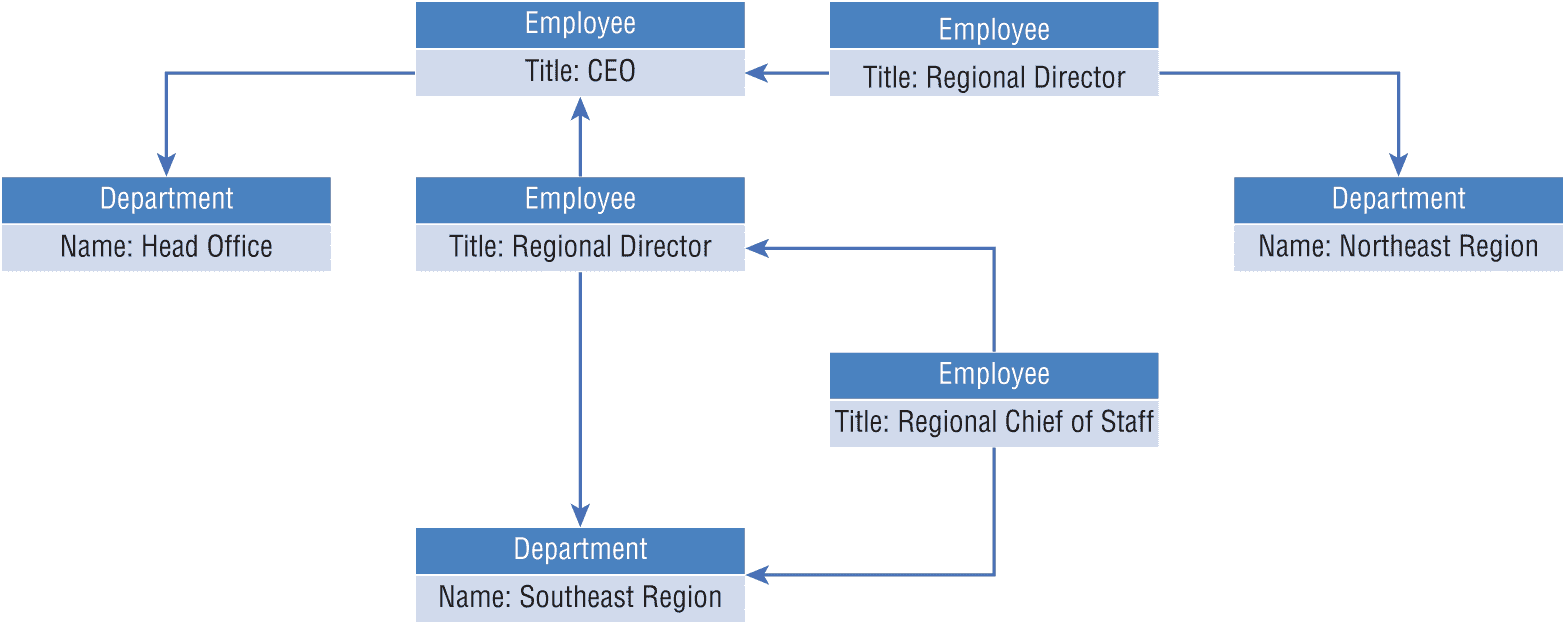 Employee
Title: CEO
Employee
Title: Regional Director
Department
Name: Head Office
Employee
Title: Regional Director
Department
Name: Northeast Region
Employee
Title: Regional Chief of Staff
Department
Name: Southeast Region